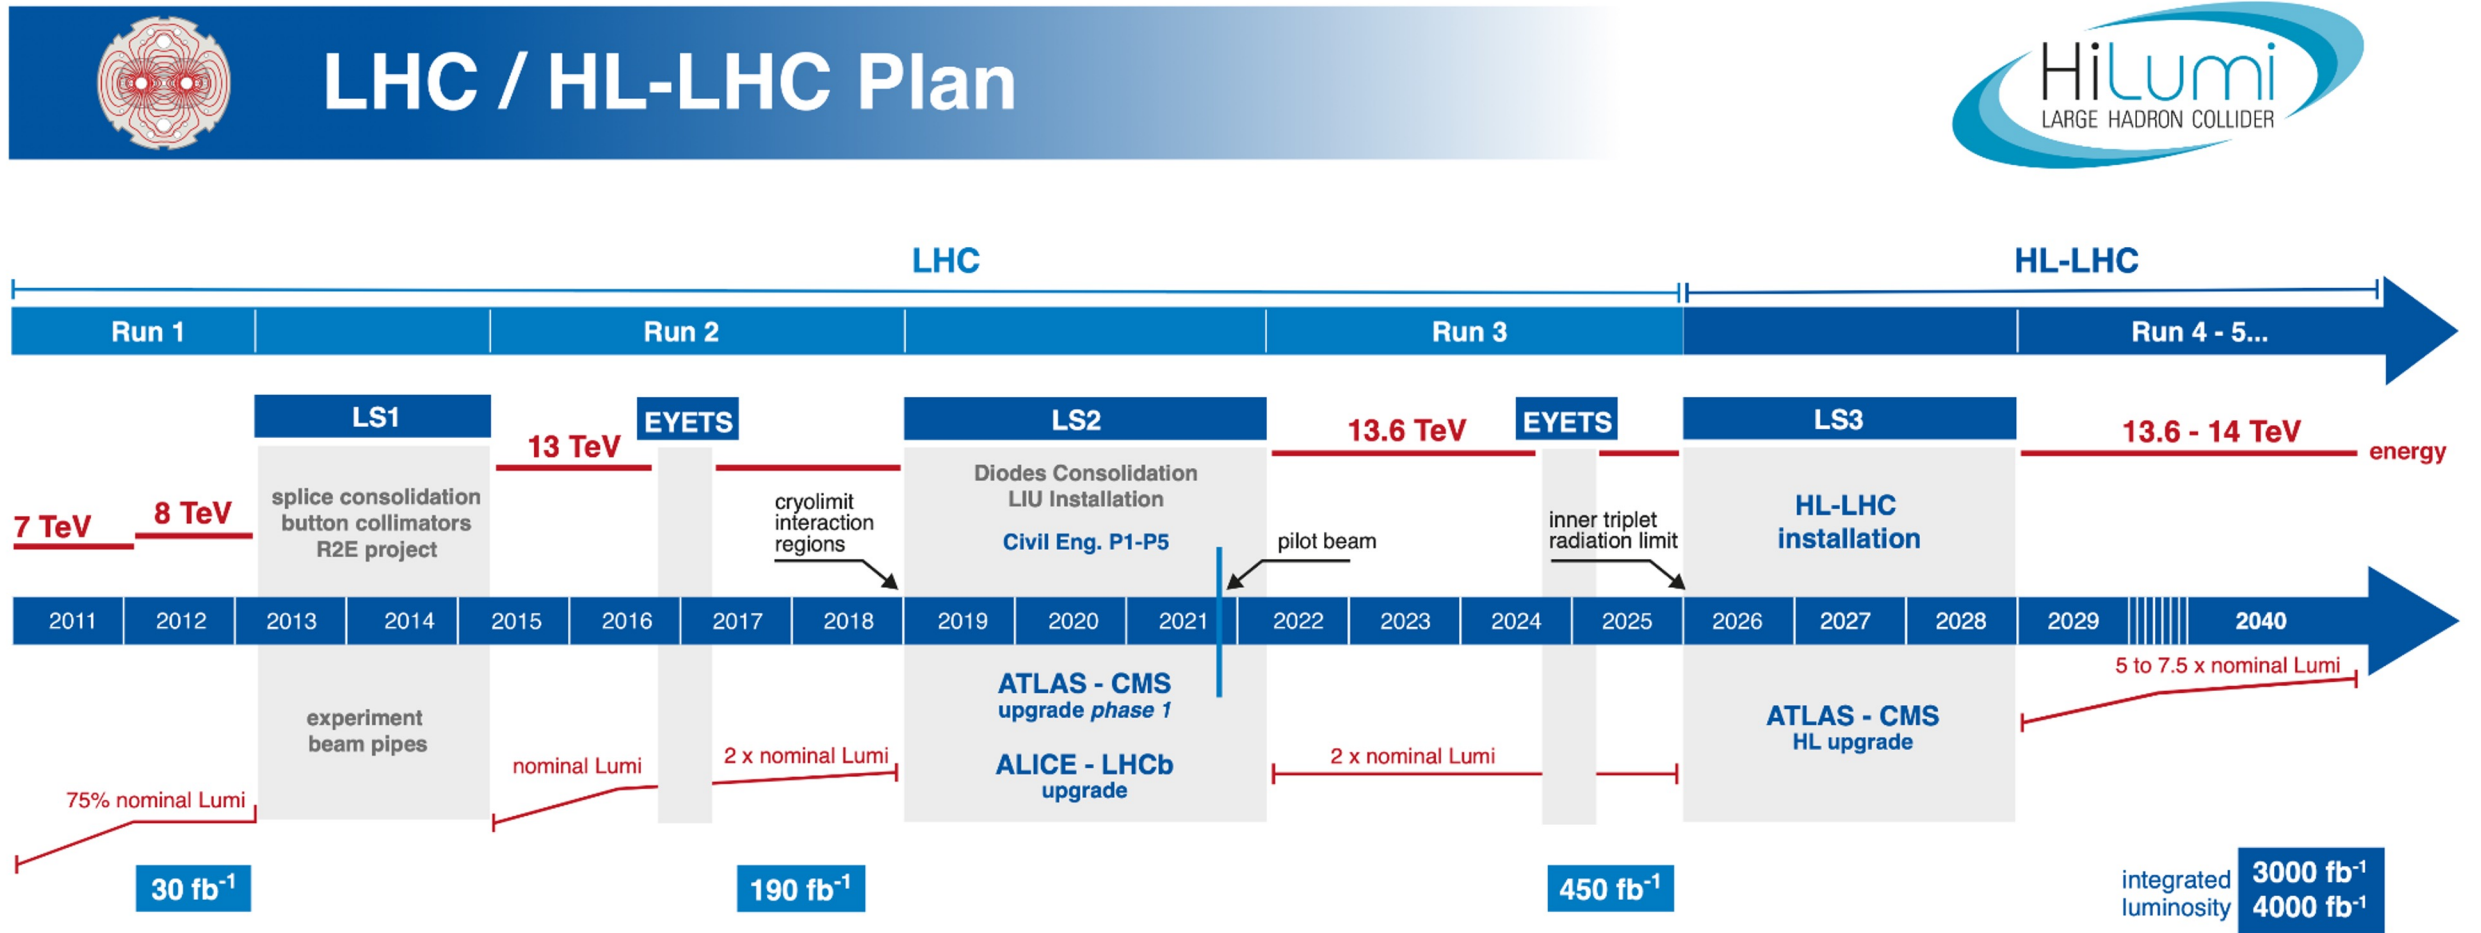 LHC / HL-LHC Plan
HiLumi
LARGE HADRON COLLIDER
LHC
HL-LHC
Run 1
Run 2
Run 3
Run 4 - 5...
LS1
EYETS
LS2
EYETS
LS3
13 TeV
13.6 TeV
13.6 - 14 TeV
energy
7 TeV
8 TeV
splice consolidation
button collimators
R2E project
cryolimit
interaction
regions
Diodes Consolidation
LIU Installation
Civil Eng. P1-P5
pilot beam
inner triplet
radiation limit
HL-LHC
installation
2011 2012 2013 2014 2015 2016 2017 2018 2019 2020 2021 2022 2023 2024 2025 2026 2027 2028 2029 2040
experiment
beam pipes
ATLAS - CMS
upgrade phase 1
ALICE - LHCb
upgrade
ATLAS - CMS
HL upgrade
5 to 7.5 x nominal Lumi
75% nominal Lumi
nominal Lumi
2 x nominal Lumi
2 x nominal Lumi
30 fb⁻¹
190 fb⁻¹
450 fb⁻¹
integrated
luminosity
3000 fb⁻¹
4000 fb⁻¹